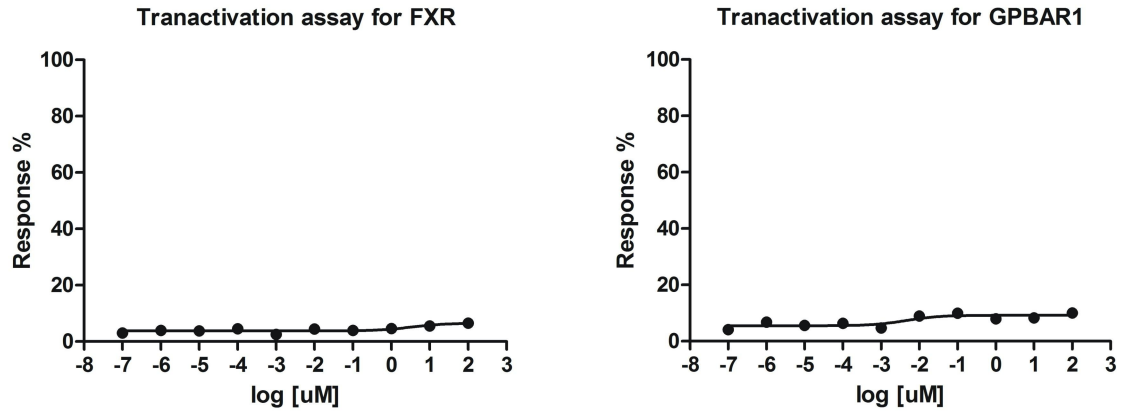 Tranactivation assay for FXR
100
80
60
40
20
0
Response %
-8 -7 -6 -5 -4 -3 -2 -1 0 1 2 3
log [uM]
Tranactivation assay for GPBAR1
100
80
60
40
20
0
Response %
-8 -7 -6 -5 -4 -3 -2 -1 0 1 2 3
log [uM]